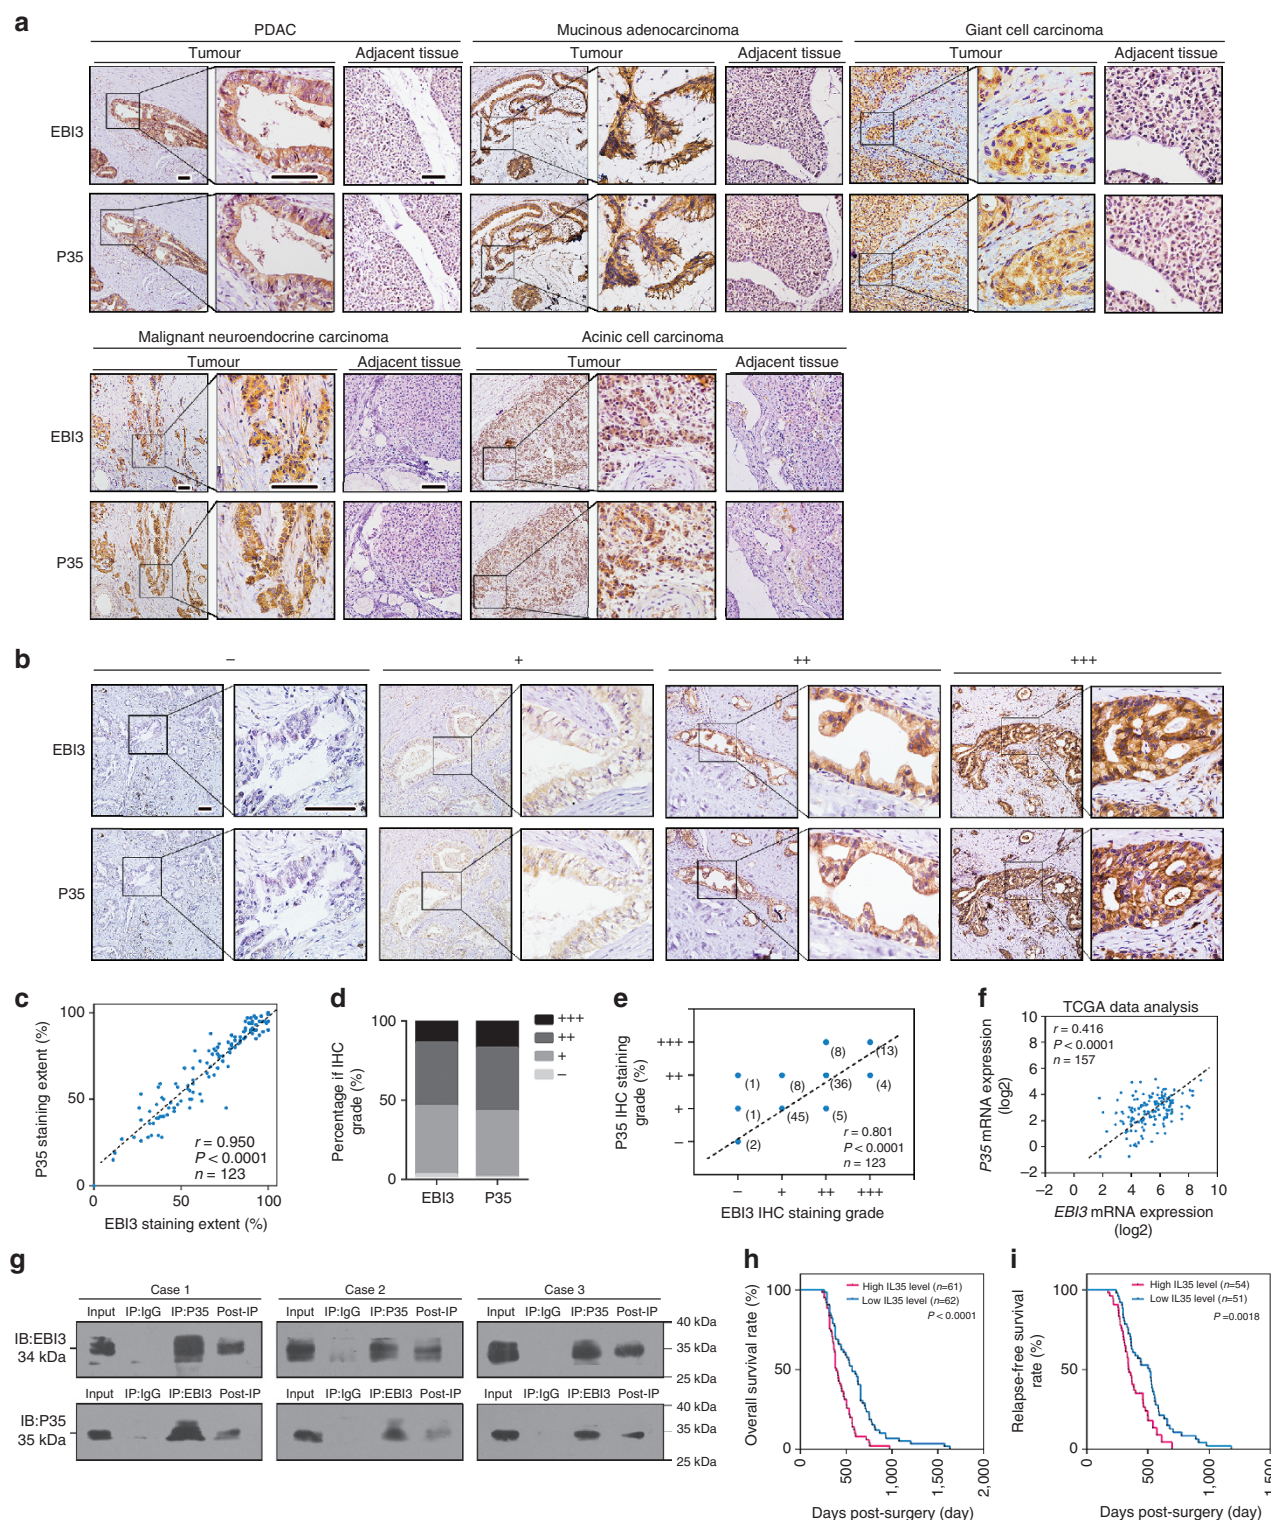 a
PDAC
Mucinous adenocarcinoma
Giant cell carcinoma
Tumour
Adjacent tissue
Tumour
Adjacent tissue
Tumour
Adjacent tissue
EBI3
P35
Malignant neuroendocrine carcinoma
Acinic cell carcinoma
Tumour
Adjacent tissue
Tumour
Adjacent tissue
EBI3
P35
b
–
+
++
+++
EBI3
P35
c
P35 staining extent (%)
100
50
0
0
50
100
r = 0.950
P < 0.0001
n = 123
EBI3 staining extent (%)
d
Percentage if IHC
grade (%)
100
50
0
EBI3
P35
+++
++
+
–
e
P35 IHC staining
grade (%)
+++
++
+
–
(8)
(13)
(1)
(8)
(36)
(4)
(1)
(45)
(5)
(2)
r = 0.801
P < 0.0001
n = 123
–
+
++
+++
EBI3 IHC staining grade
f
TCGA data analysis
P35 mRNA expression
(log2)
10
8
6
4
2
0
–2
r = 0.416
P < 0.0001
n = 157
–2
0
2
4
6
8
10
EBI3 mRNA expression
(log2)
g
Case 1
Case 2
Case 3
Input IP:IgG IP:P35 Post-IP
Input IP:IgG IP:P35 Post-IP
Input IP:IgG IP:P35 Post-IP
IB:EBI3
34 kDa
40 kDa
35 kDa
25 kDa
Input IP:IgG IP:EBI3 Post-IP
Input IP:IgG IP:EBI3 Post-IP
Input IP:IgG IP:EBI3 Post-IP
IB:P35
35 kDa
40 kDa
35 kDa
25 kDa
h
Overall survival rate (%)
100
50
0
High IL35 level (n=61)
Low IL35 level (n=62)
P < 0.0001
0
500
1,000
1,500
2,000
Days post-surgery (day)
i
Relapse-free survival
rate (%)
100
50
0
High IL35 level (n=54)
Low IL35 level (n=51)
P =0.0018
0
500
1,000
1,500
Days post-surgery (day)